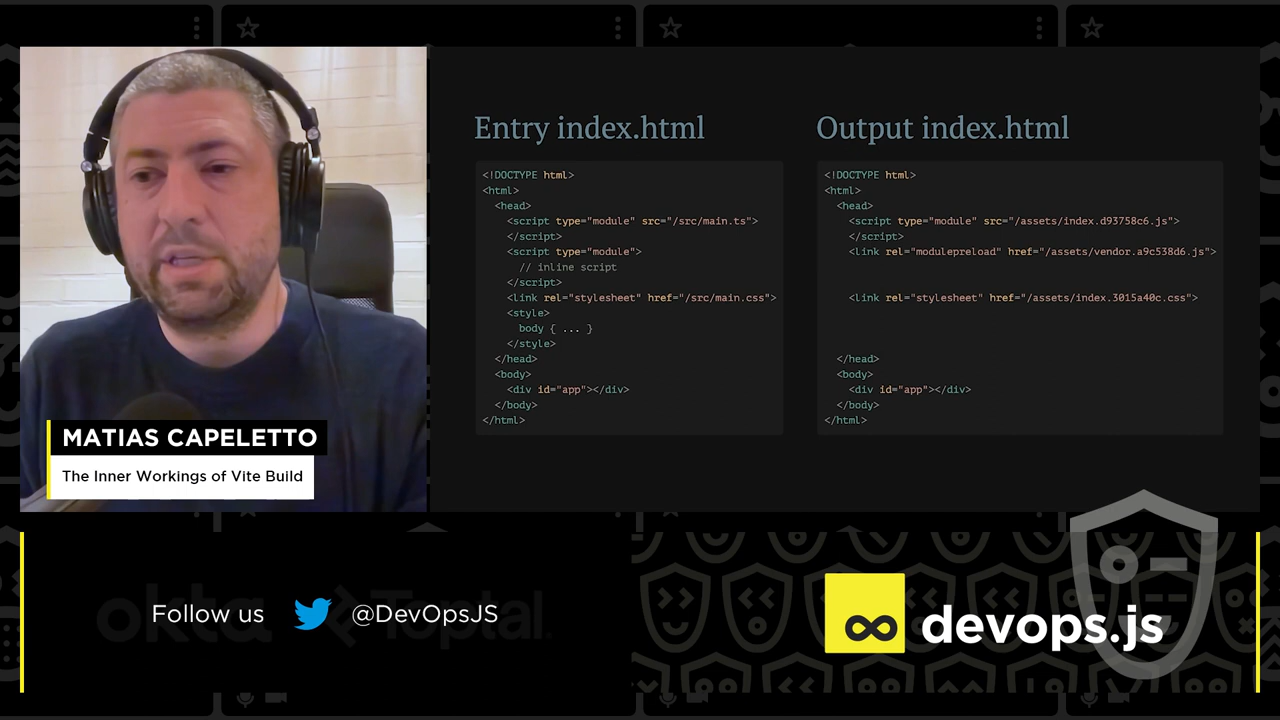 Entry index.html
<!DOCTYPE html>
<html>
<head>
<script type="module" src="/src/main.ts">
</script>
<script type="module">
// inline script
</script>
<link rel="stylesheet" href="/src/main.css">
<style>
body { ... }
</style>
</head>
<body>
<div id="app"></div>
</body>
</html>
Output index.html
<!DOCTYPE html>
<html>
<head>
<script type="module" src="/assets/index.d93758c6.js">
</script>
<link rel="modulepreload" href="/assets/vendor.a9c538d6.js">
<link rel="stylesheet" href="/assets/index.3015a40c.css">
</head>
<body>
<div id="app"></div>
</body>
</html>
MATIAS CAPELETTO
The Inner Workings of Vite Build
okta
Toptal.
Follow us @DevOpsJS
devops.js